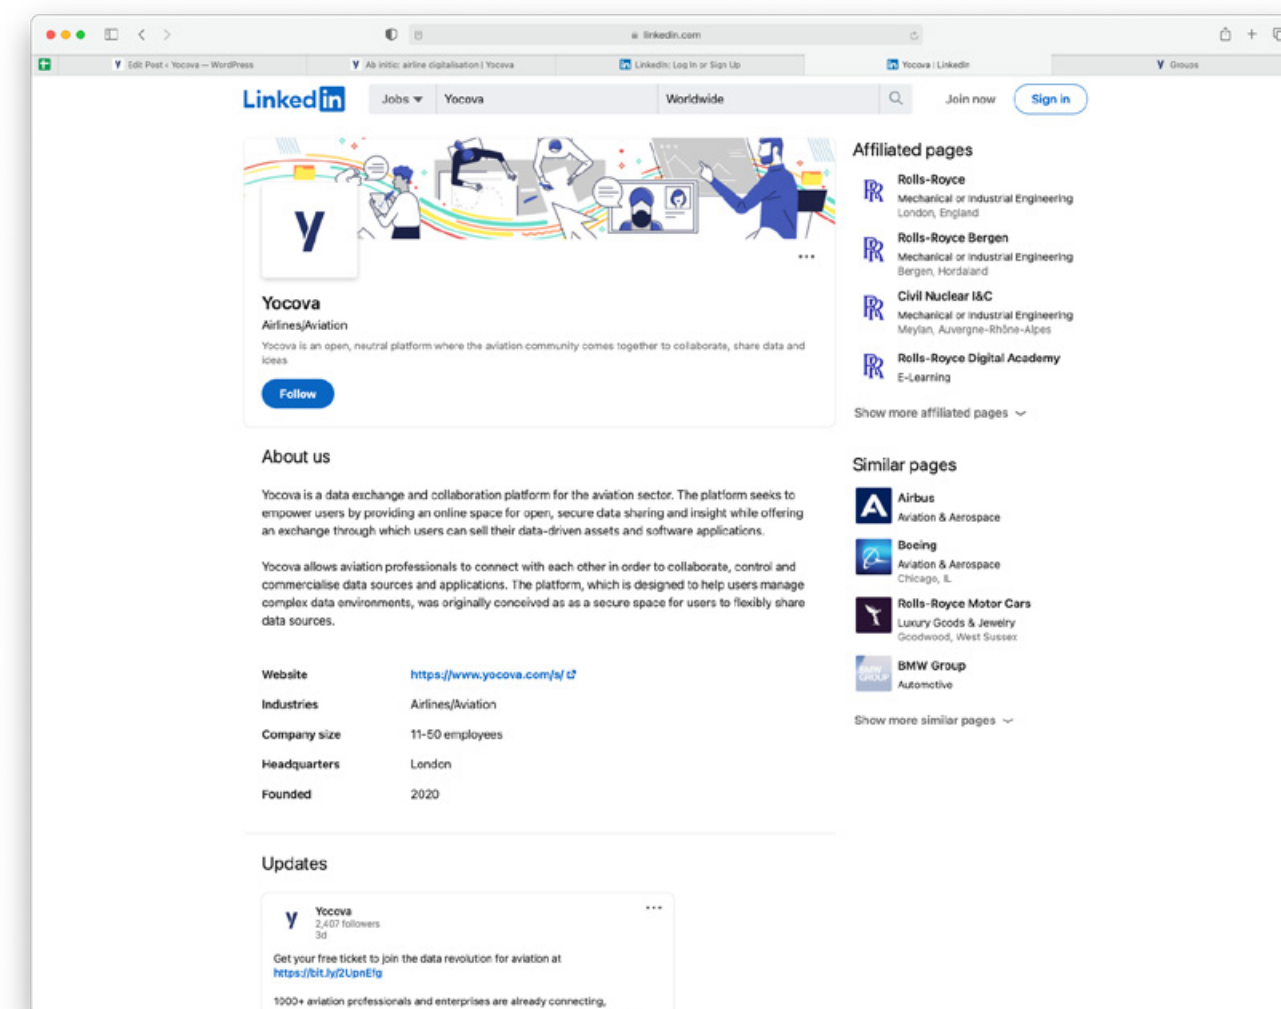 linkedin.com
Edit Post ‹ Yocova — WordPress
Ab initio: airline digitalisation | Yocova
LinkedIn: Log In or Sign Up
Yocova | LinkedIn
Groups
Linkedin
Jobs
Yocova
Worldwide
Join now
Sign in
y
Yocova
Airlines/Aviation
Yocova is an open, neutral platform where the aviation community comes together to collaborate, share data and
ideas
Follow
About us
Yocova is a data exchange and collaboration platform for the aviation sector. The platform seeks to
empower users by providing an online space for open, secure data sharing and insight while offering
an exchange through which users can sell their data-driven assets and software applications.
Yocova allows aviation professionals to connect with each other in order to collaborate, control and
commercialise data sources and applications. The platform, which is designed to help users manage
complex data environments, was originally conceived as as a secure space for users to flexibly share
data sources.
Website https://www.yocova.com/s/
Industries Airlines/Aviation
Company size 11-50 employees
Headquarters London
Founded 2020
Updates
y
Yocova
2,407 followers
3d
Get your free ticket to join the data revolution for aviation at
https://bit.ly/2UpnEfg
1000+ aviation professionals and enterprises are already connecting,
Affiliated pages
Rolls-Royce
Mechanical or Industrial Engineering
London, England
Rolls-Royce Bergen
Mechanical or Industrial Engineering
Bergen, Hordaland
Civil Nuclear I&C
Mechanical or Industrial Engineering
Meylan, Auvergne-Rhône-Alpes
Rolls-Royce Digital Academy
E-Learning
Show more affiliated pages
Similar pages
Airbus
Aviation & Aerospace
Boeing
Aviation & Aerospace
Chicago, IL
Rolls-Royce Motor Cars
Luxury Goods & Jewelry
Goodwood, West Sussex
BMW GROUP
BMW Group
Automotive
Show more similar pages